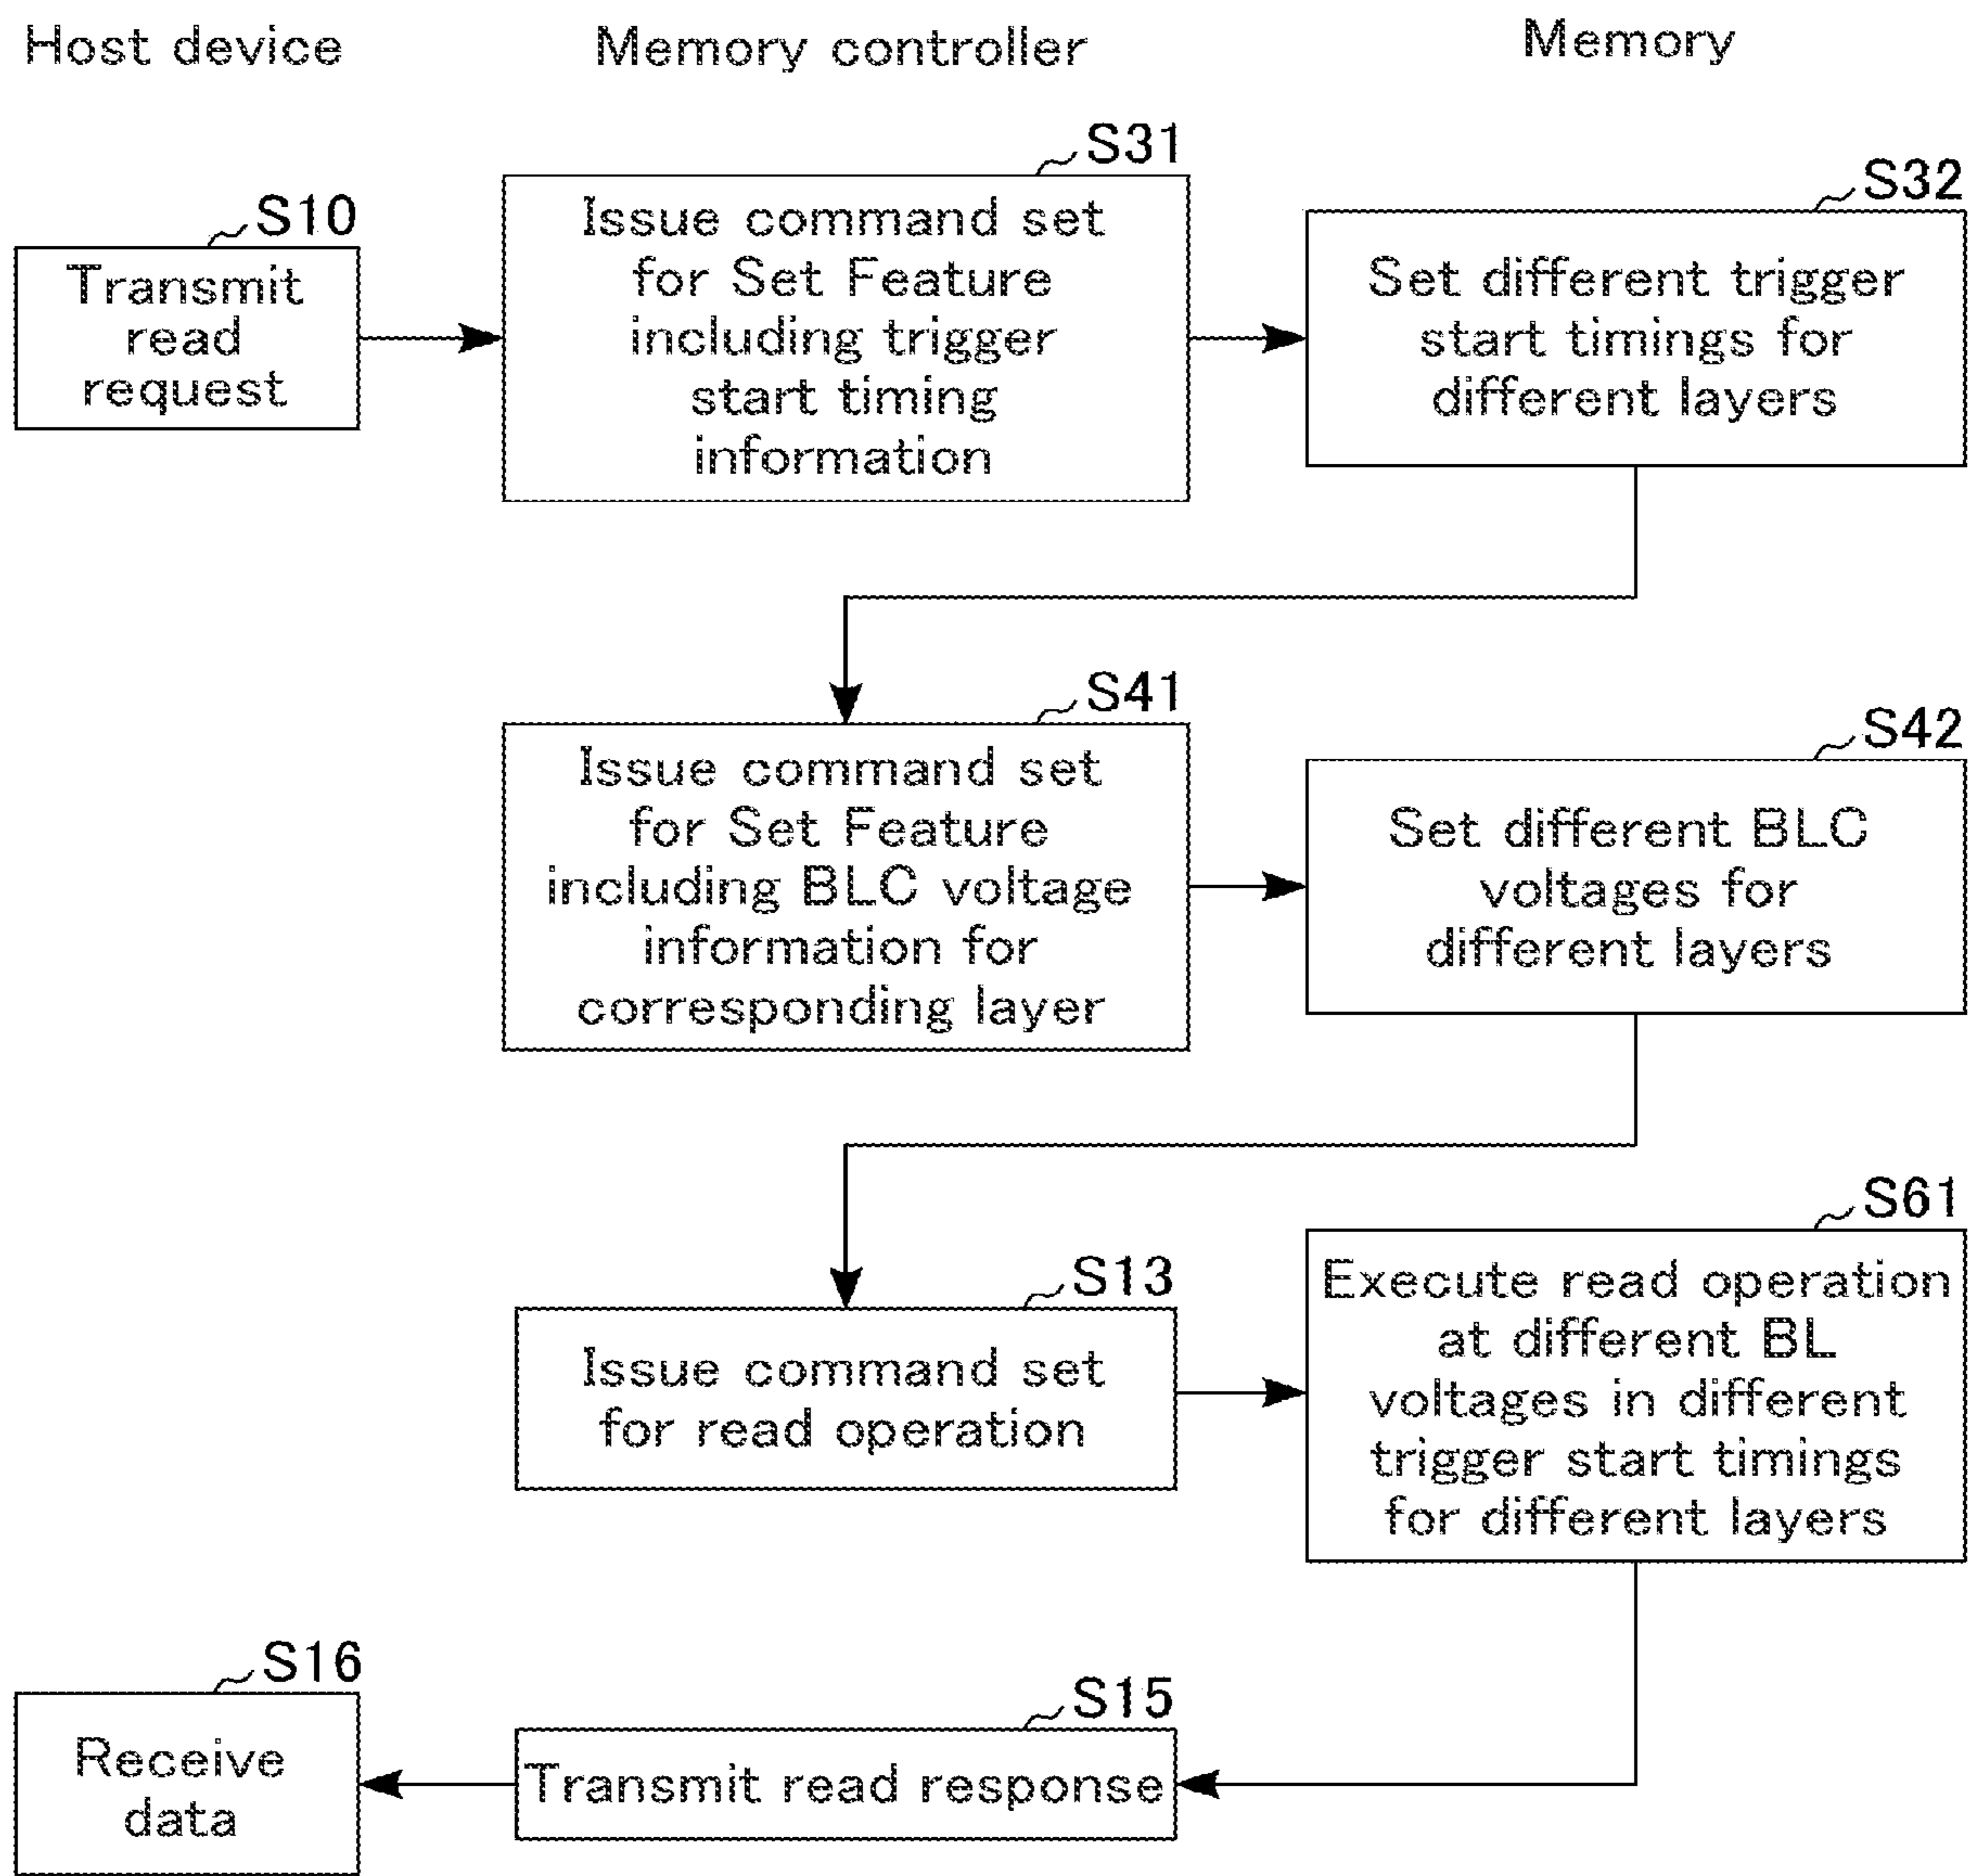 Host device
Memory controller
Memory
S10
Transmit
read
request
S31
Issue command set
for Set Feature
including trigger
start timing
information
S32
Set different trigger
start timings for
different layers
S41
Issue command set
for Set Feature
including BLC voltage
information for
corresponding layer
S42
Set different BLC
voltages for
different layers
S13
Issue command set
for read operation
S61
Execute read operation
at different BL
voltages in different
trigger start timings
for different layers
S15
Transmit read response
S16
Receive
data